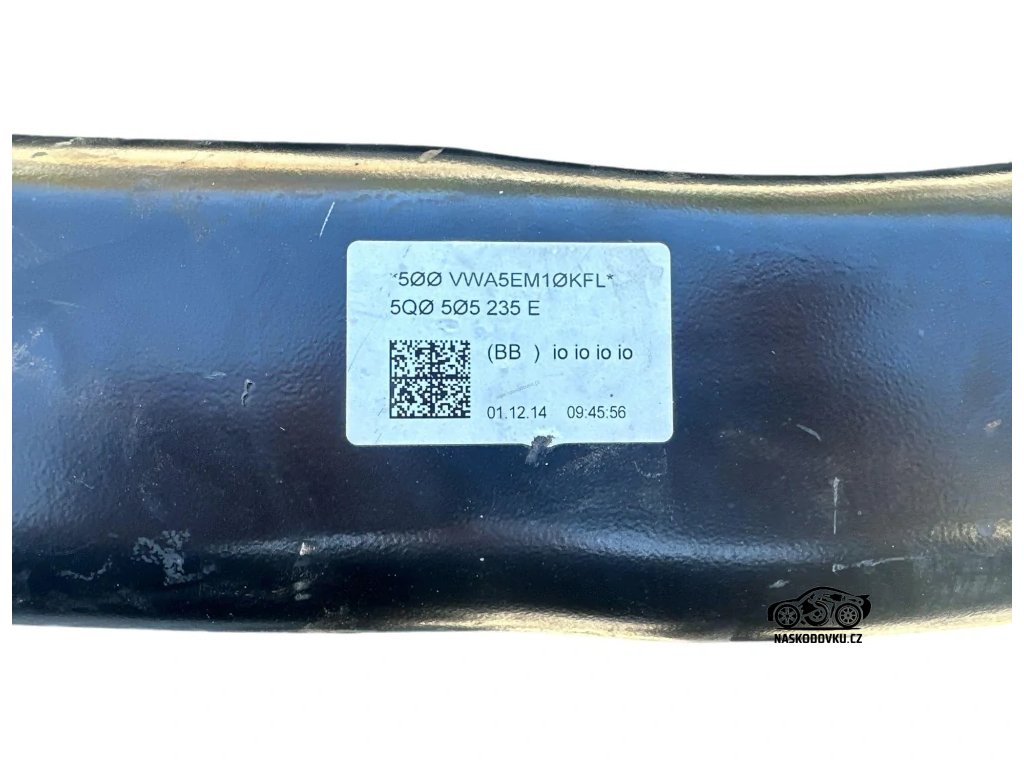 *5ØØ VWA5EM1ØKFL*
5QØ 5Ø5 235 E
(BB ) io io io io
01.12.14 09:45:56
NASKODOVKU.CZ